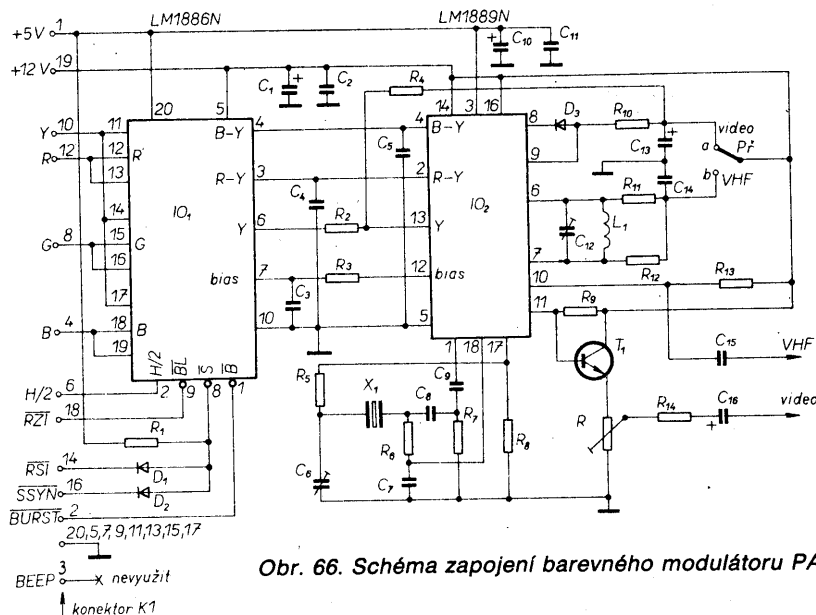 LM1886N
LM1889N
+5V 1
+12V 19
20
5
14
3
16
C1 +
C2
+ C10
C11
R4
Y 10
R 12
G 8
B 4
H/2 6
RZI 18
11
12 R
13
14
15 G
16
17
18 B
19
IO1
B-Y 4
R-Y 3
Y 6
bias 7
10
H/2 BL S B
2 9 8 1
C5
C4
R2
R3
C3
B-Y
2 R-Y
13 Y
12 bias
5
IO2
8
9
6
7
10
11
1 18 17
D3
R10
C13 +
C14
R11
R12
C12
L1
video
a
Př
b
VHF
R13
R9
T1
C15
VHF
R
R14
C16
+
video
R5
X1
C8
C9
R6
R7
R8
C6
C7
R1
RSI 14
D1
SSYN 16
D2
BURST 2
20,5,7,9,11,13,15,17
3
BEEP x nevyužit
konektor K1
Obr. 66. Schéma zapojení barevného modulátoru PA